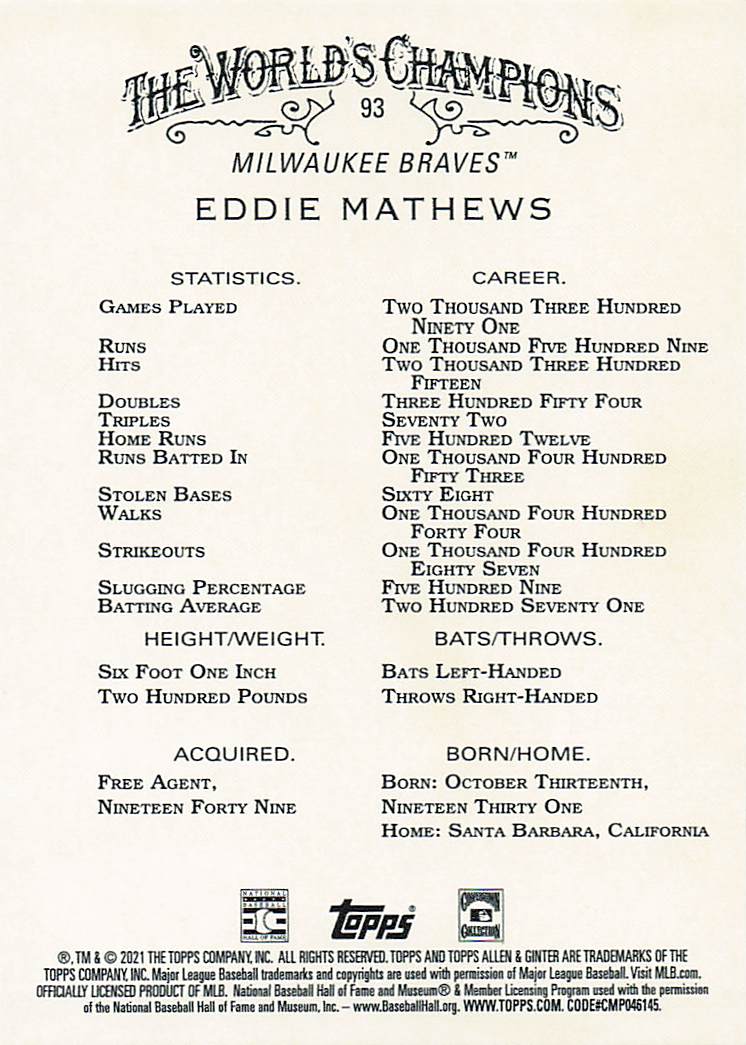 THE WORLD'S CHAMPIONS
93
MILWAUKEE BRAVES™
EDDIE MATHEWS
STATISTICS. CAREER.
GAMES PLAYED TWO THOUSAND THREE HUNDRED
NINETY ONE
RUNS ONE THOUSAND FIVE HUNDRED NINE
HITS TWO THOUSAND THREE HUNDRED
FIFTEEN
DOUBLES THREE HUNDRED FIFTY FOUR
TRIPLES SEVENTY TWO
HOME RUNS FIVE HUNDRED TWELVE
RUNS BATTED IN ONE THOUSAND FOUR HUNDRED
FIFTY THREE
STOLEN BASES SIXTY EIGHT
WALKS ONE THOUSAND FOUR HUNDRED
FORTY FOUR
STRIKEOUTS ONE THOUSAND FOUR HUNDRED
EIGHTY SEVEN
SLUGGING PERCENTAGE FIVE HUNDRED NINE
BATTING AVERAGE TWO HUNDRED SEVENTY ONE
HEIGHT/WEIGHT. BATS/THROWS.
SIX FOOT ONE INCH BATS LEFT-HANDED
TWO HUNDRED POUNDS THROWS RIGHT-HANDED
ACQUIRED. BORN/HOME.
FREE AGENT, BORN: OCTOBER THIRTEENTH,
NINETEEN FORTY NINE NINETEEN THIRTY ONE
HOME: SANTA BARBARA, CALIFORNIA
NATIONAL
BASEBALL
HALL OF FAME
Topps®
COOPERSTOWN
COLLECTION
®, TM & © 2021 THE TOPPS COMPANY, INC. ALL RIGHTS RESERVED. TOPPS AND TOPPS ALLEN & GINTER ARE TRADEMARKS OF THE
TOPPS COMPANY, INC. Major League Baseball trademarks and copyrights are used with permission of Major League Baseball. Visit MLB.com.
OFFICIALLY LICENSED PRODUCT OF MLB. National Baseball Hall of Fame and Museum® & Member Licensing Program used with the permission
of the National Baseball Hall of Fame and Museum, Inc. – www.BaseballHall.org. WWW.TOPPS.COM. CODE#CMP046145.